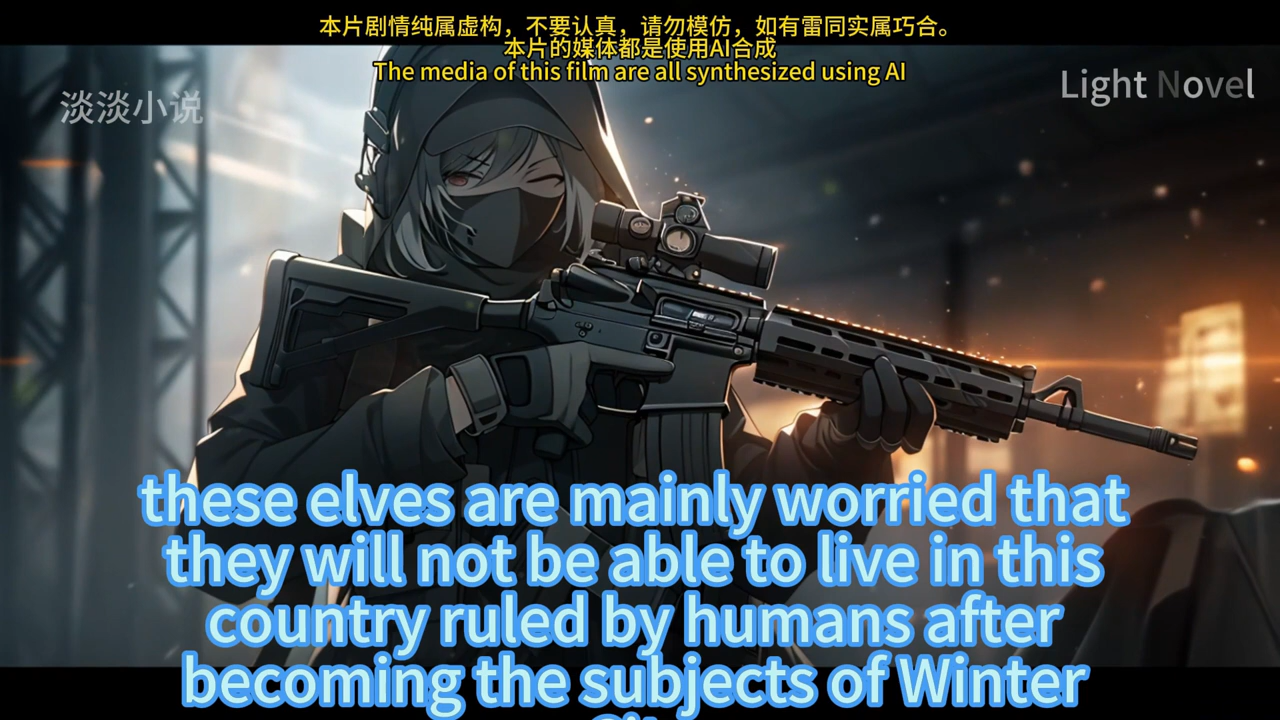 本片剧情纯属虚构，不要认真，请勿模仿，如有雷同实属巧合。
本片的媒体都是使用AI合成
The media of this film are all synthesized using AI
Light Novel
淡淡小说
these elves are mainly worried that
they will not be able to live in this
country ruled by humans after
becoming the subjects of Winter